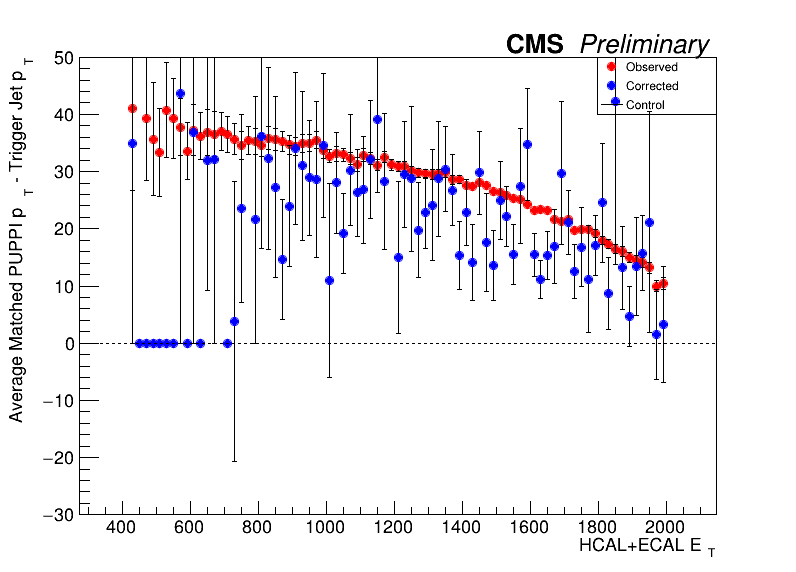 CMS Preliminary
Average Matched PUPPI p T - Trigger Jet p T
50
40
30
20
10
0
−10
−20
−30
Observed
Corrected
Control
400 600 800 1000 1200 1400 1600 1800 2000
HCAL+ECAL E T